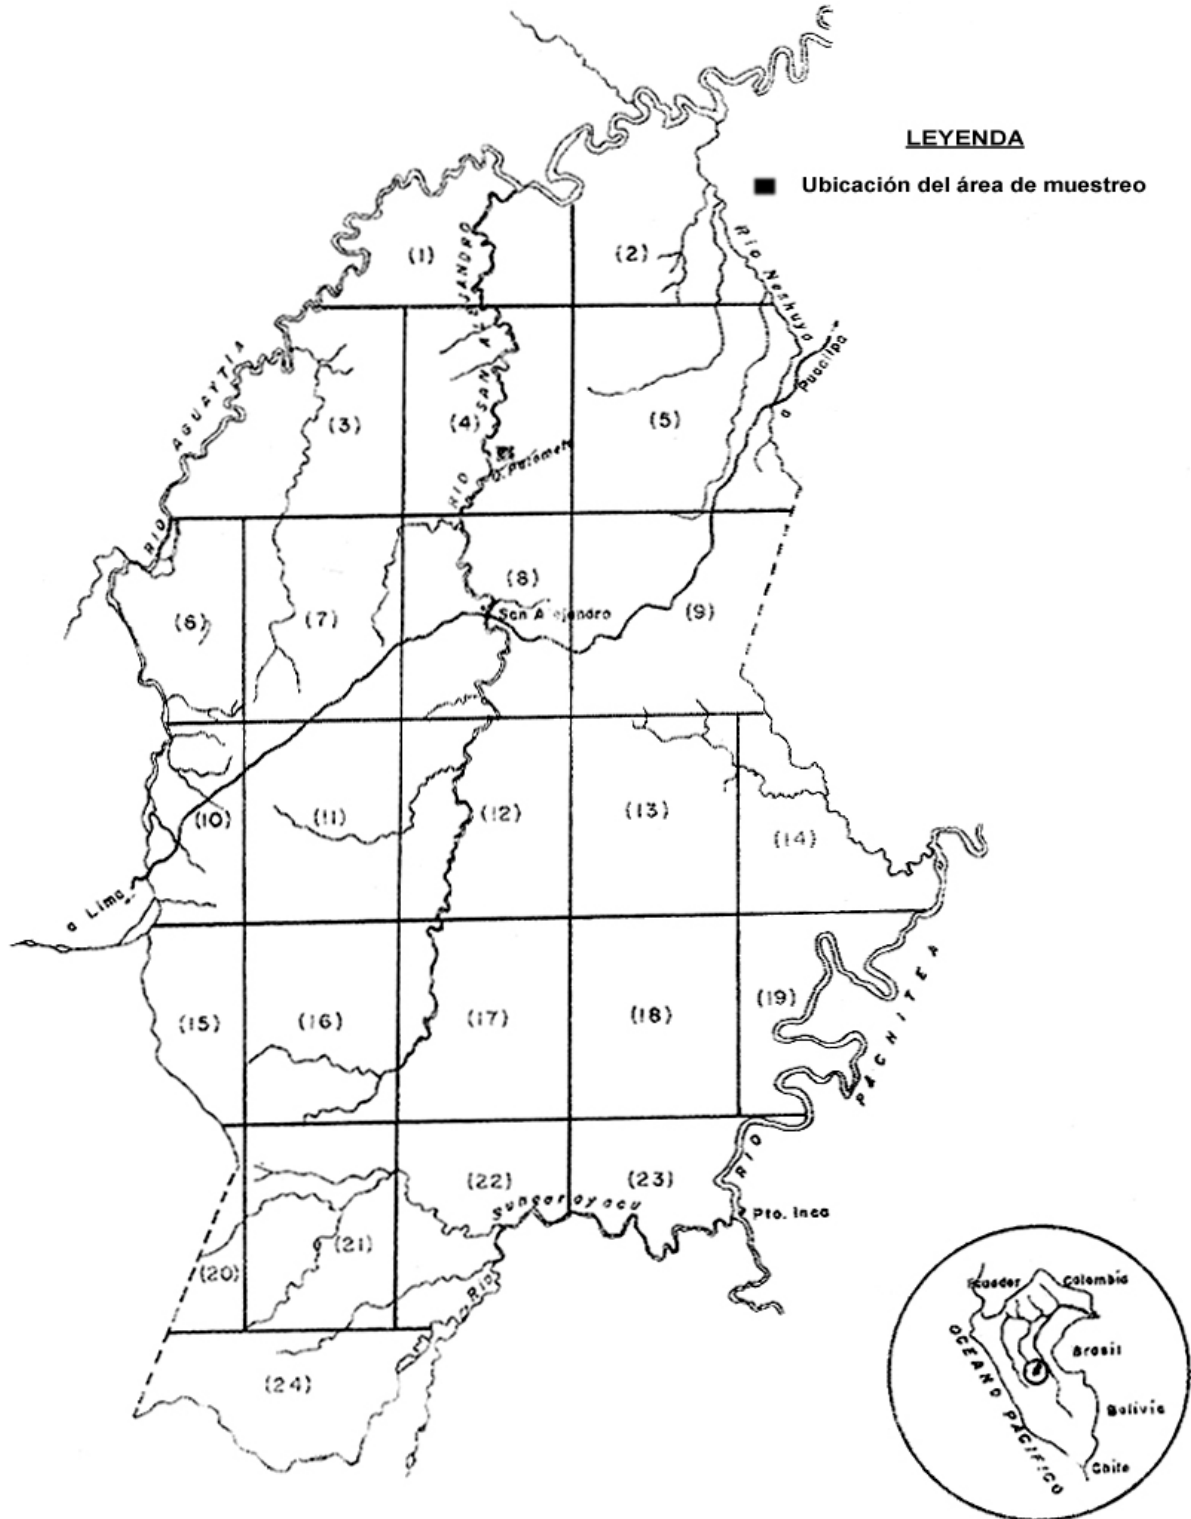 LEYENDA
Ubicación del área de muestreo
(1)
(2)
RIO SAN ALEJANDRO
RIO Neshuya
a Pucallpa
RIO AGUAYTIA
(3)
(4)
(5)
Q. Palometa
(6)
(7)
(8)
San Alejandro
(9)
(10)
(11)
(12)
(13)
(14)
a Lima
(15)
(16)
(17)
(18)
(19)
RIO PACHITEA
(20)
(21)
(22)
(23)
RIO Sungaroyacu
Pto. Inca
(24)
Ecuador
Colombia
Brasil
Bolivia
Chile
OCEANO PACIFICO